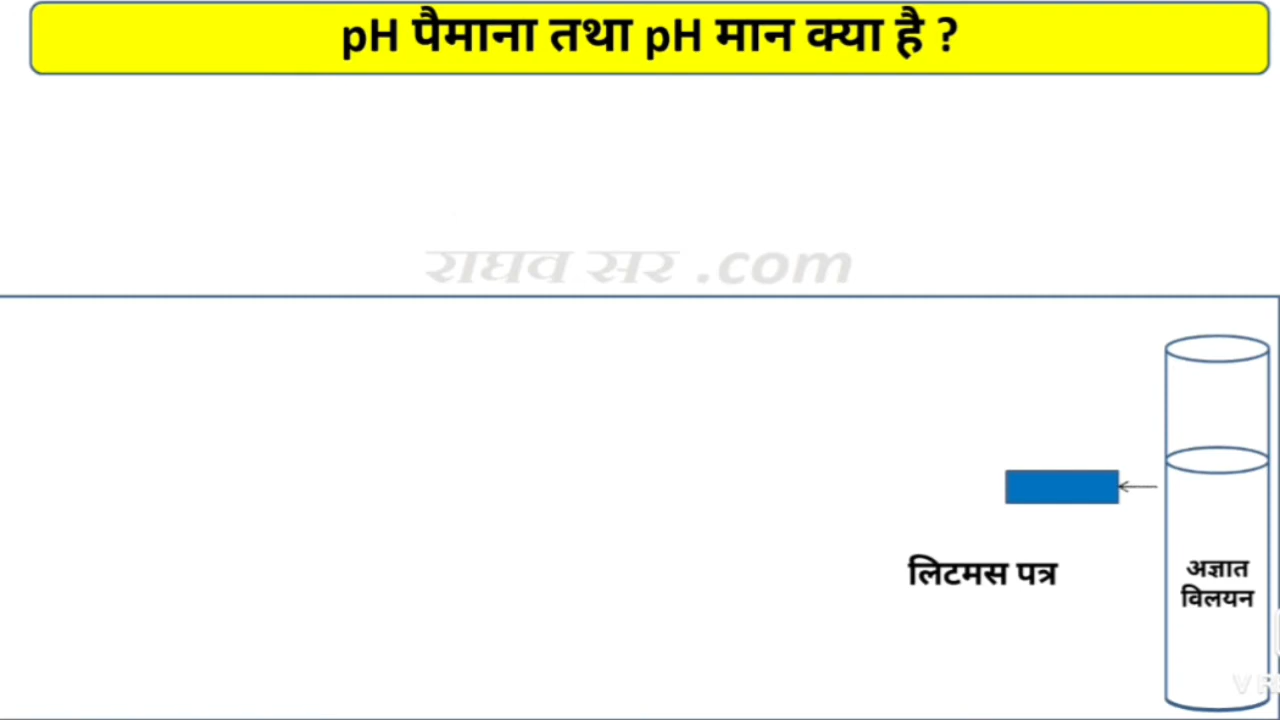 pH पैमाना तथा pH मान क्या है ?
राघव सर .com
लिटमस पत्र
अज्ञात
विलयन